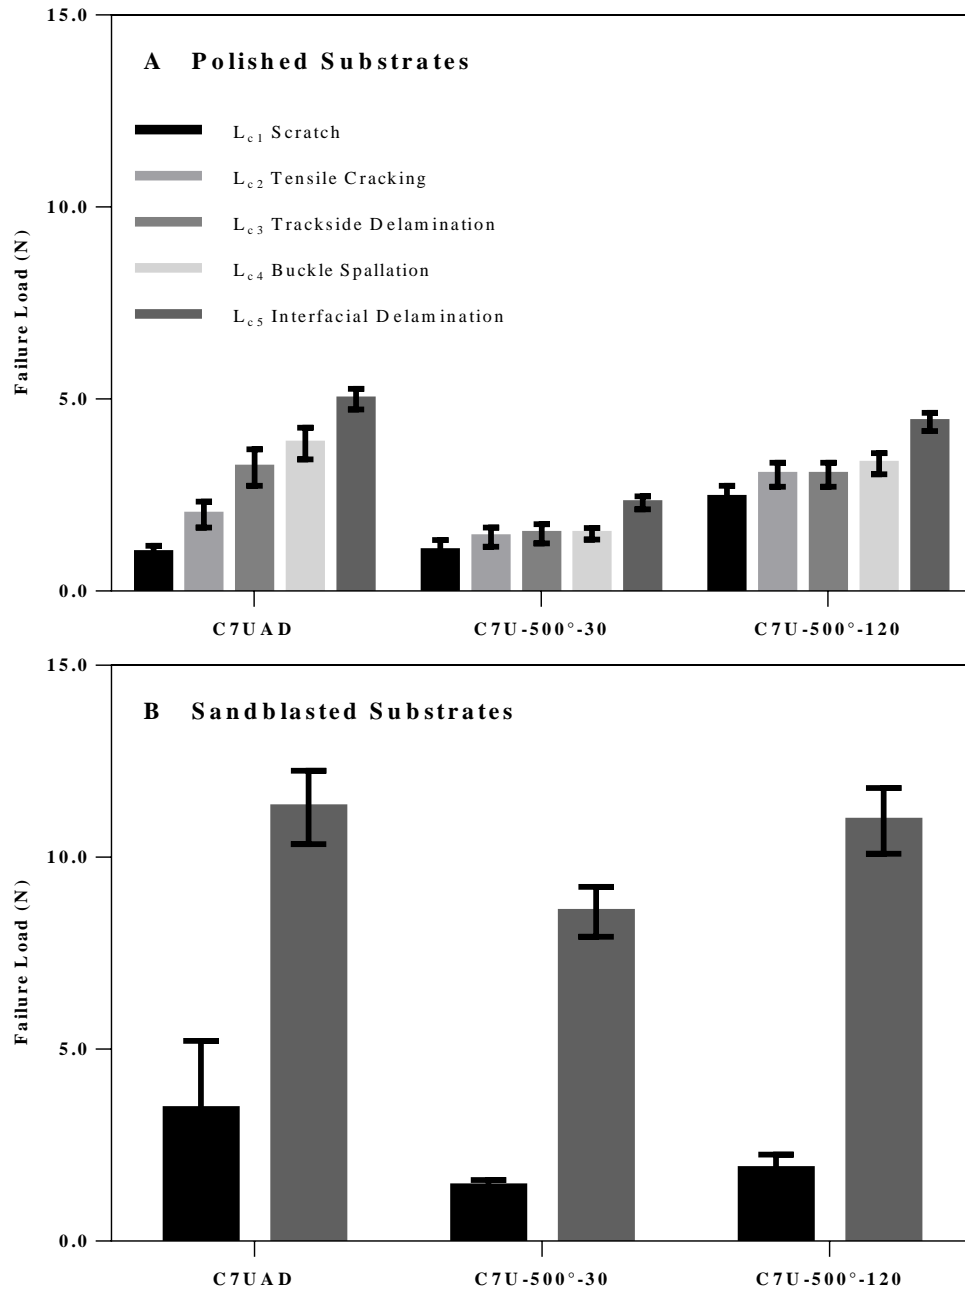 15.0
A Polished Substrates
Lc1 Scratch
Lc2 Tensile Cracking
10.0
Lc3 Trackside Delamination
Lc4 Buckle Spallation
Lc5 Interfacial Delamination
Failure Load (N)
5.0
0.0
C7UAD C7U-500°-30 C7U-500°-120
15.0
B Sandblasted Substrates
10.0
Failure Load (N)
5.0
0.0
C7UAD C7U-500°-30 C7U-500°-120